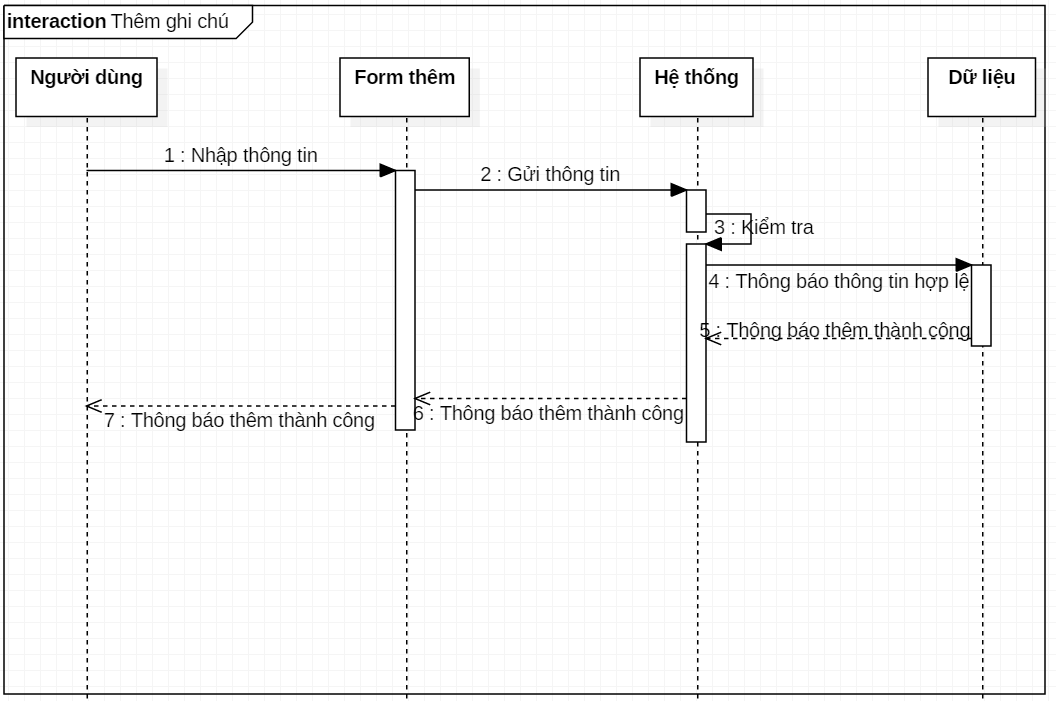 interaction Thêm ghi chú
Người dùng
Form thêm
Hệ thống
Dữ liệu
1 : Nhập thông tin
2 : Gửi thông tin
3 : Kiểm tra
4 : Thông báo thông tin hợp lệ
5 : Thông báo thêm thành công
6 : Thông báo thêm thành công
7 : Thông báo thêm thành công